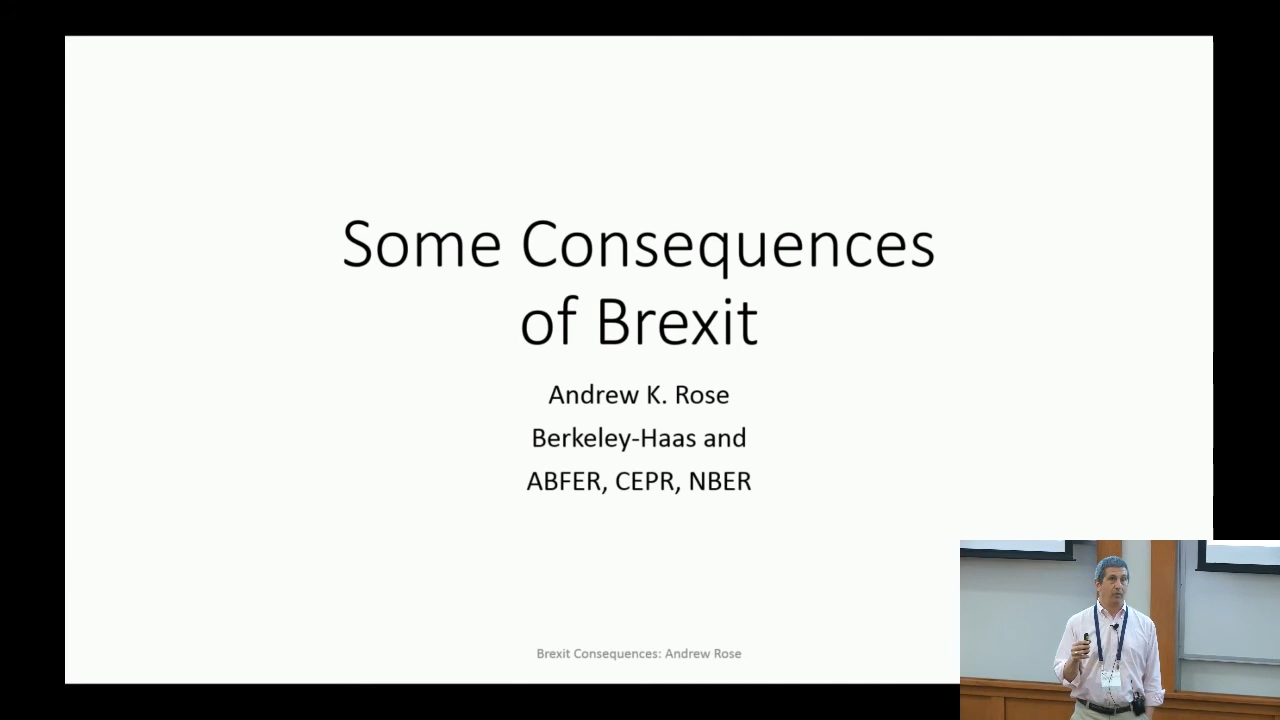 Some Consequences
of Brexit
Andrew K. Rose
Berkeley-Haas and
ABFER, CEPR, NBER
Brexit Consequences: Andrew Rose